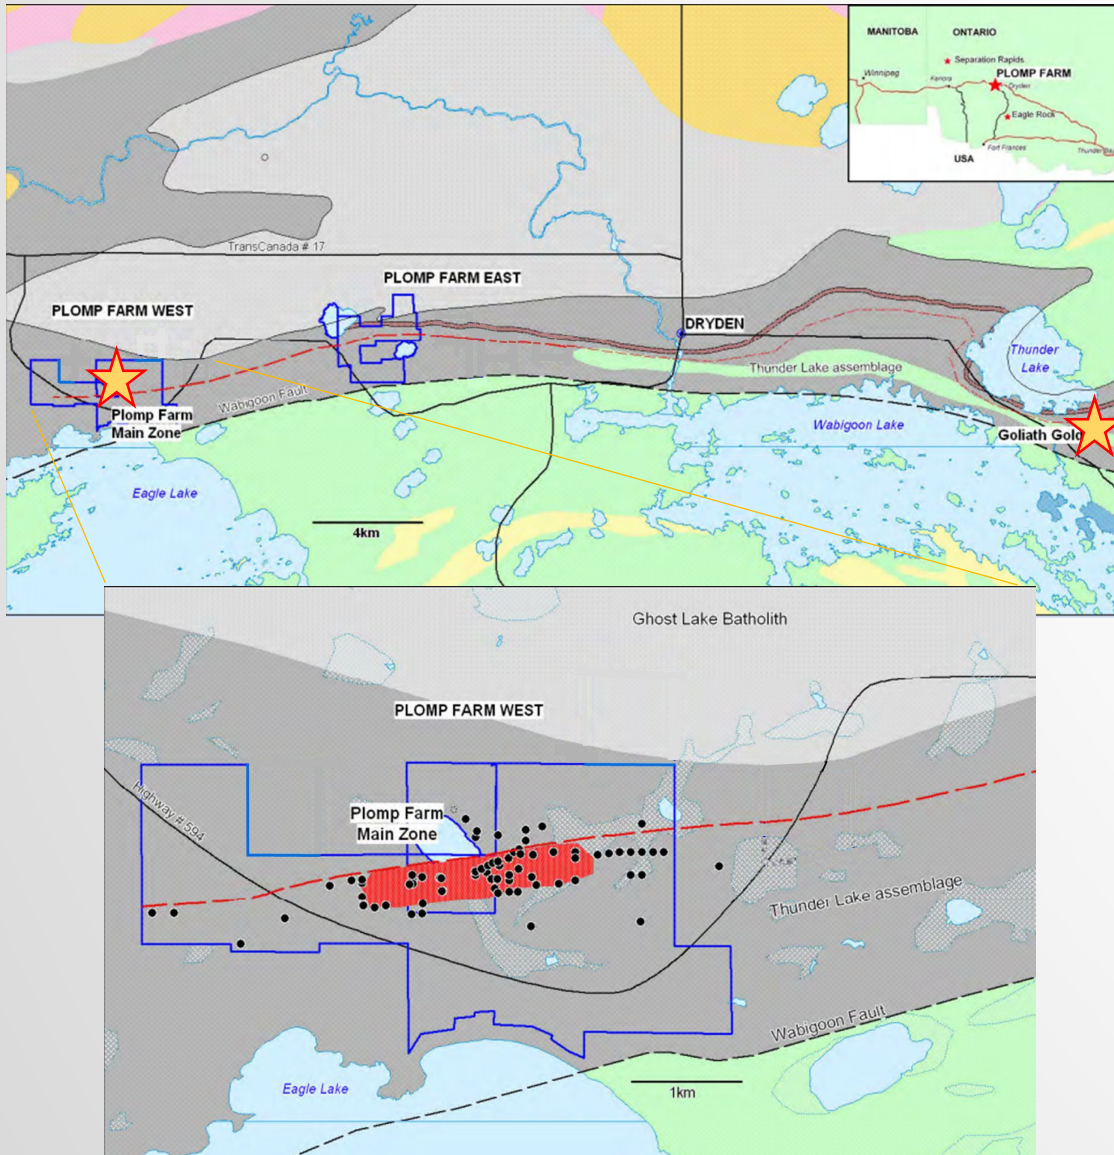 MANITOBA
ONTARIO
Separation Rapids
PLOMP FARM
Winnipeg
Kenora
Dryden
Eagle Rock
Fort Frances
Thunder Bay
USA
TransCanada # 17
PLOMP FARM EAST
PLOMP FARM WEST
DRYDEN
Thunder Lake
Thunder Lake assemblage
Wabigoon Fault
Plomp Farm
Main Zone
Wabigoon Lake
Goliath Gold
Eagle Lake
4km
Ghost Lake Batholith
PLOMP FARM WEST
Highway # 594
Plomp Farm
Main Zone
Thunder Lake assemblage
Wabigoon Fault
Eagle Lake
1km